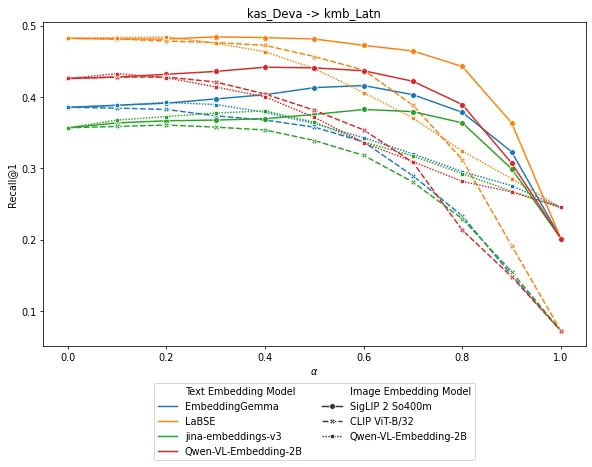 kas_Deva -> kmb_Latn
Recall@1
0.5
0.4
0.3
0.2
0.1
0.0 0.2 0.4 0.6 0.8 1.0
α
Text Embedding Model
EmbeddingGemma
LaBSE
jina-embeddings-v3
Qwen-VL-Embedding-2B
Image Embedding Model
SigLIP 2 So400m
CLIP ViT-B/32
Qwen-VL-Embedding-2B